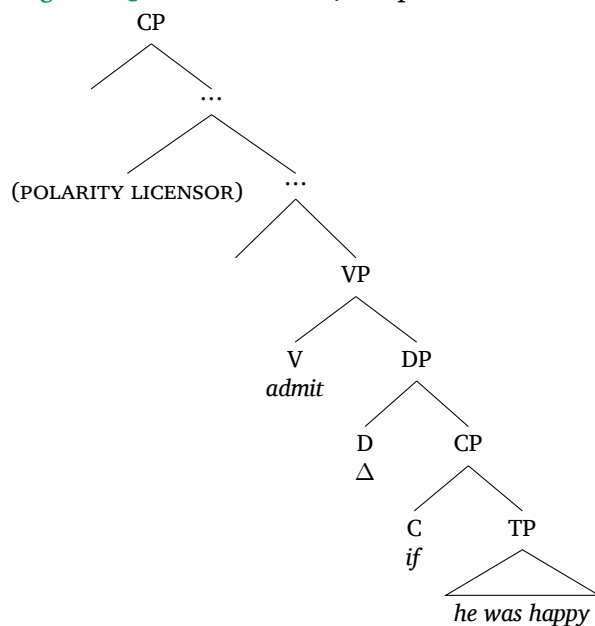 CP
...
(POLARITY LICENSOR) ...
VP
V DP
admit
D CP
Δ
C TP
if
he was happy